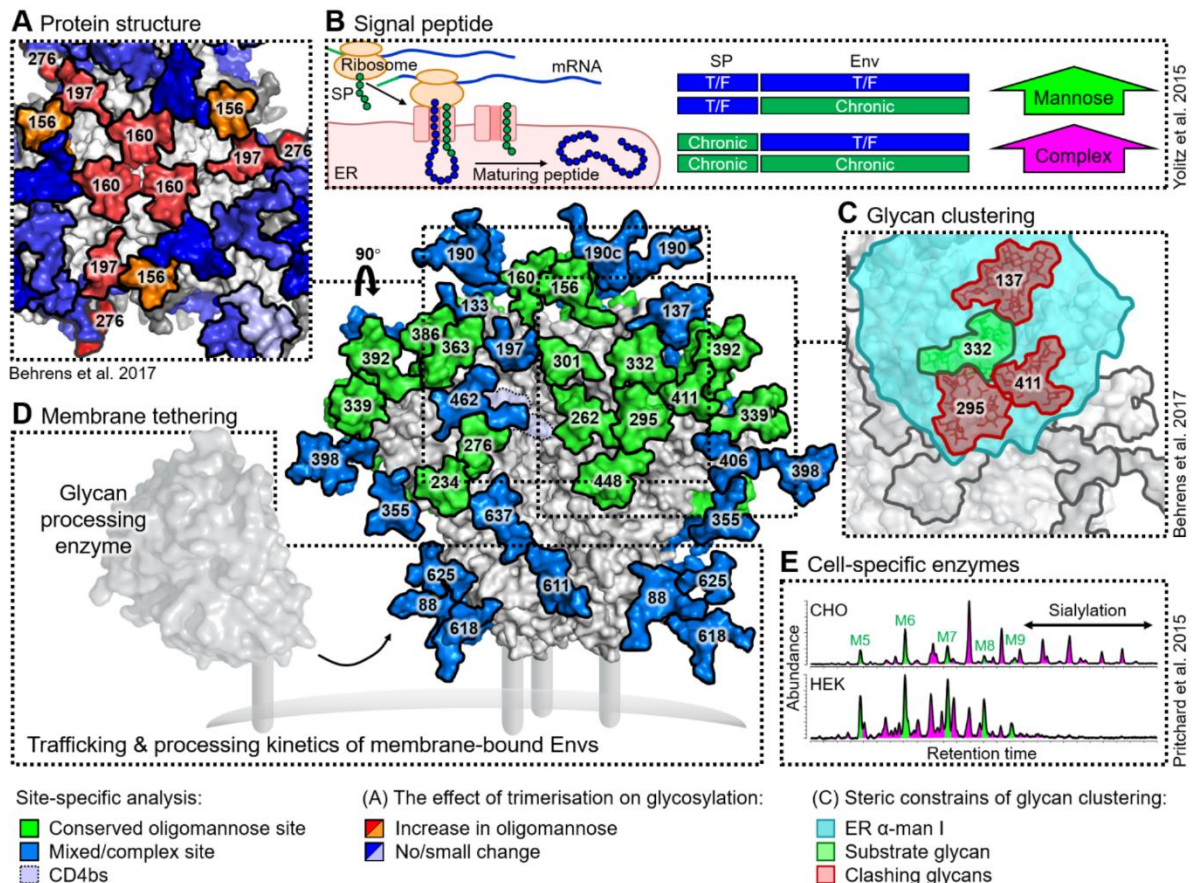 A Protein structure
276
197
156
160
156
197
276
160
160
197
156
276
Behrens et al. 2017
B Signal peptide
Ribosome
mRNA
SP
ER
Maturing peptide
SP
Env
T/F
T/F
T/F
Chronic
Chronic
T/F
Chronic
Chronic
Mannose
Complex
Yolitz et al. 2015
C Glycan clustering
137
332
411
295
Behrens et al. 2017
90°
190
190c
190
160
156
133
137
386
363
197
392
301
332
392
462
411
339
262
295
339
276
398
234
448
406
398
355
637
355
625
611
625
88
88
618
618
D Membrane tethering
Glycan
processing
enzyme
Trafficking & processing kinetics of membrane-bound Envs
E Cell-specific enzymes
CHO
Sialylation
M5
M6
M7
M8
M9
HEK
Abundance
Retention time
Pritchard et al. 2015
Site-specific analysis:
Conserved oligomannose site
Mixed/complex site
CD4bs
(A) The effect of trimerisation on glycosylation:
Increase in oligomannose
No/small change
(C) Steric constrains of glycan clustering:
ER α-man I
Substrate glycan
Clashing glycans